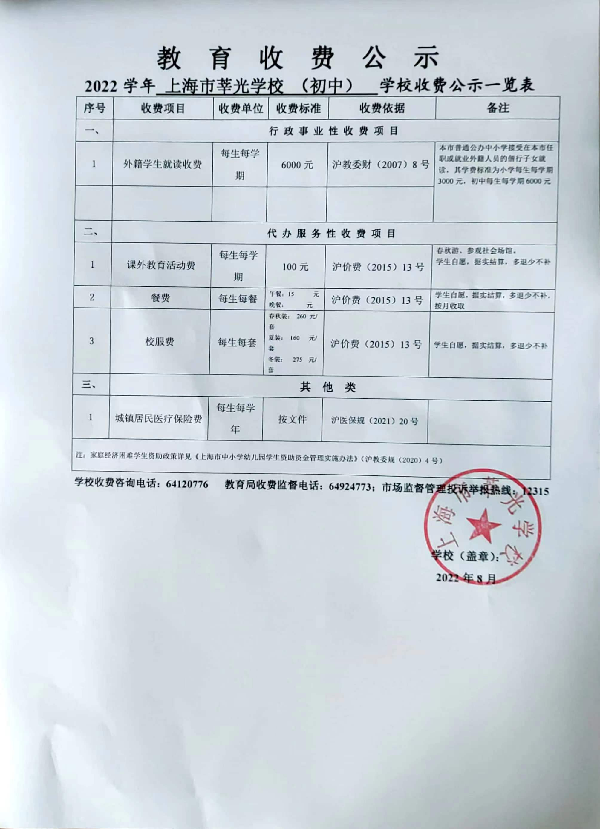 教育收费公示
2022 学年 上海市莘光学校 （初中） 学校收费公示一览表
序号 收费项目 收费单位 收费标准 收费依据 备注
一、 行政事业性收费项目
1 外籍学生就读收费 每生每学期 6000 元 沪教委财（2007）8 号 本市普通公办中小学接受在本市任职或就业外籍人员的随行子女就读，其学费标准为小学每生每学期3000 元，初中每生每学期 6000 元
二、 代办服务性收费项目
1 课外教育活动费 每生每学期 100 元 沪价费（2015）13 号 春秋游、参观社会场馆。学生自愿，据实结算，多退少不补
2 餐费 每生每餐 午餐：15 元 晚餐： 元 沪价费（2015）13 号 学生自愿，据实结算，多退少不补，按月收取
3 校服费 每生每套 春秋装：260 元/套 夏装：160 元/套 冬装：275 元/套 沪价费（2015）13 号 学生自愿，据实结算，多退少不补
三、 其他类
1 城镇居民医疗保险费 每生每学年 按文件 沪医保规（2021）20 号
注：家庭经济困难学生资助政策详见《上海市中小学幼儿园学生资助资金管理实施办法》（沪教委规（2020）4 号）
学校收费咨询电话：64120776 教育局收费监督电话：64924773；市场监督管理投诉举报热线：12315
上海市莘光学校
学校（盖章）：
2022 年 8 月